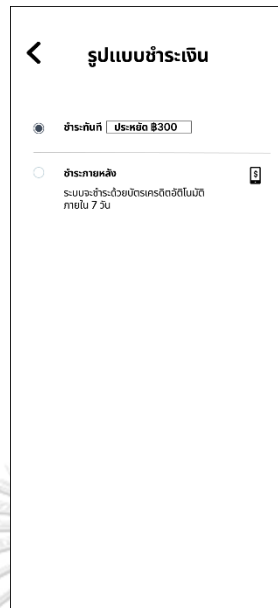 รูปแบบชำระเงิน
ชำระทันที ประหยัด ฿300
ชำระภายหลัง
$
ระบบจะชำระด้วยบัตรเครดิตอัติโนมัติ
ภายใน 7 วัน